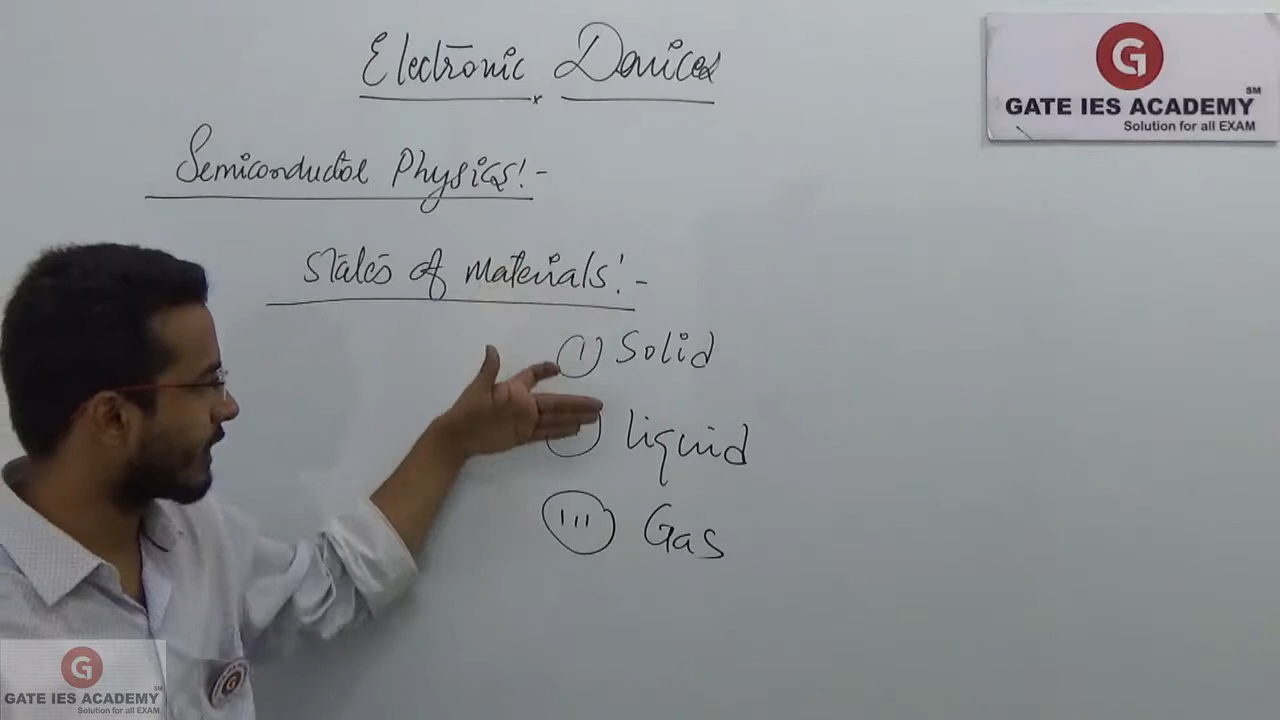 Electronic Devices
G
GATE IES ACADEMY SM
Solution for all EXAM
Semiconductor Physics:-
States of Materials:-
I Solid
liquid
III Gas
G
GATE IES ACADEMY SM
Solution for all EXAM